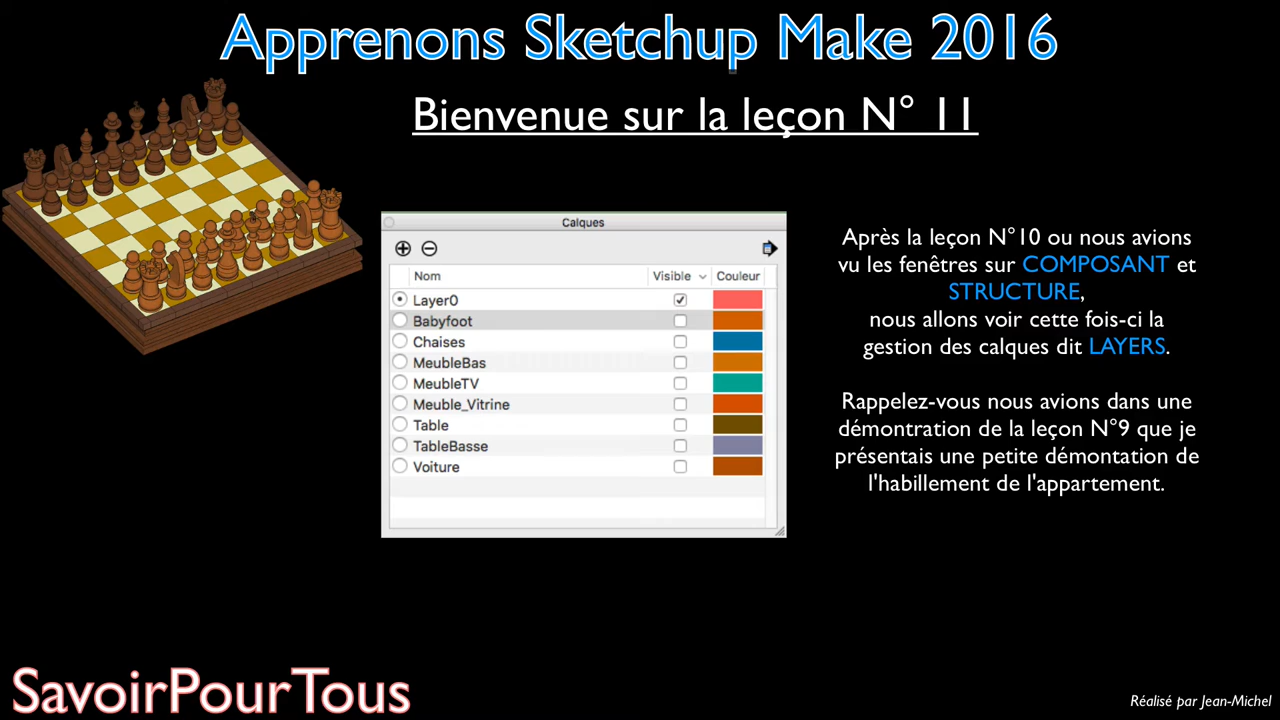 Apprenons Sketchup Make 2016
Bienvenue sur la leçon N° 11
Calques
Nom Visible Couleur
Layer0
Babyfoot
Chaises
MeubleBas
MeubleTV
Meuble_Vitrine
Table
TableBasse
Voiture
Après la leçon N°10 ou nous avions
vu les fenêtres sur COMPOSANT et
STRUCTURE,
nous allons voir cette fois-ci la
gestion des calques dit LAYERS.
Rappelez-vous nous avions dans une
démontration de la leçon N°9 que je
présentais une petite démontation de
l'habillement de l'appartement.
SavoirPourTous
Réalisé par Jean-Michel